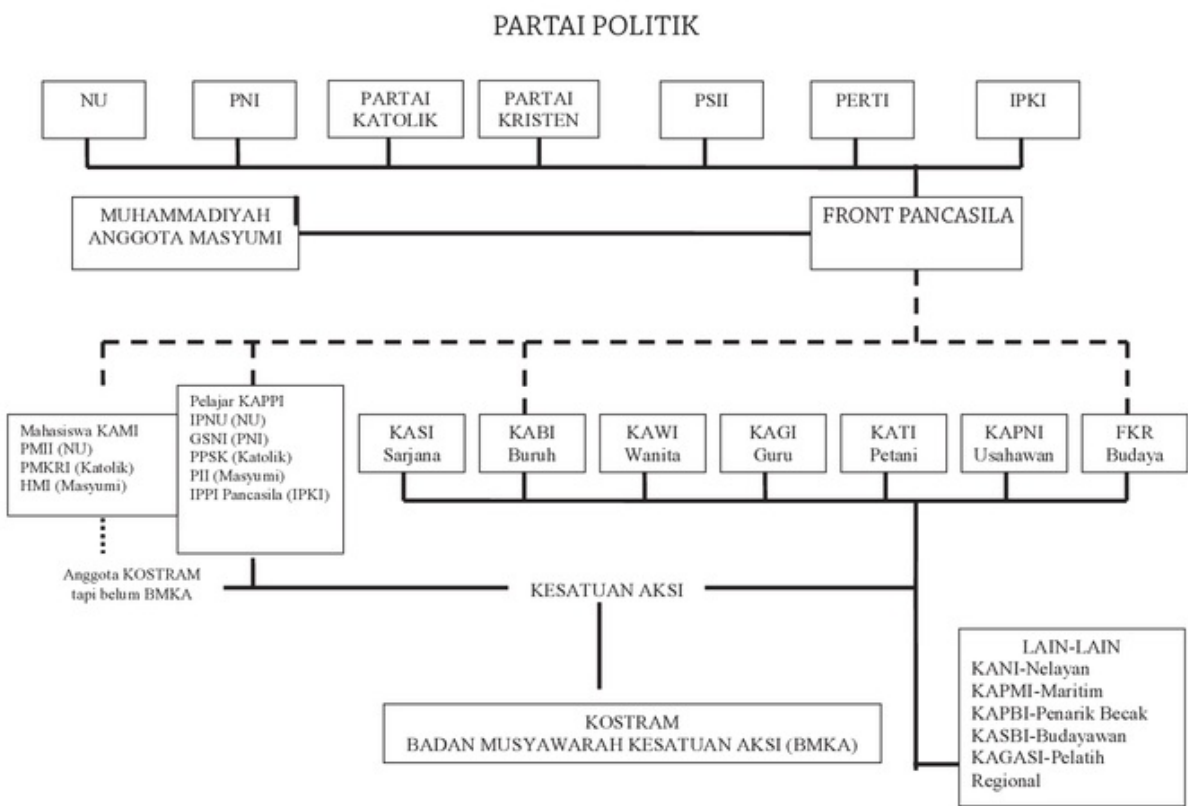 PARTAI POLITIK
NU
PNI
PARTAI
KATOLIK
PARTAI
KRISTEN
PSII
PERTI
IPKI
MUHAMMADIYAH
ANGGOTA MASYUMI
FRONT PANCASILA
Mahasiswa KAMI
PMII (NU)
PMKRI (Katolik)
HMI (Masyumi)
Pelajar KAPPI
IPNU (NU)
GSNI (PNI)
PPSK (Katolik)
PII (Masyumi)
IPPI Pancasila (IPKI)
KASI
Sarjana
KABI
Buruh
KAWI
Wanita
KAGI
Guru
KATI
Petani
KAPNI
Usahawan
FKR
Budaya
Anggota KOSTRAM
tapi belum BMKA
KESATUAN AKSI
KOSTRAM
BADAN MUSYAWARAH KESATUAN AKSI (BMKA)
LAIN-LAIN
KANI-Nelayan
KAPMI-Maritim
KAPBI-Penarik Becak
KASBI-Budayawan
KAGASI-Pelatih
Regional